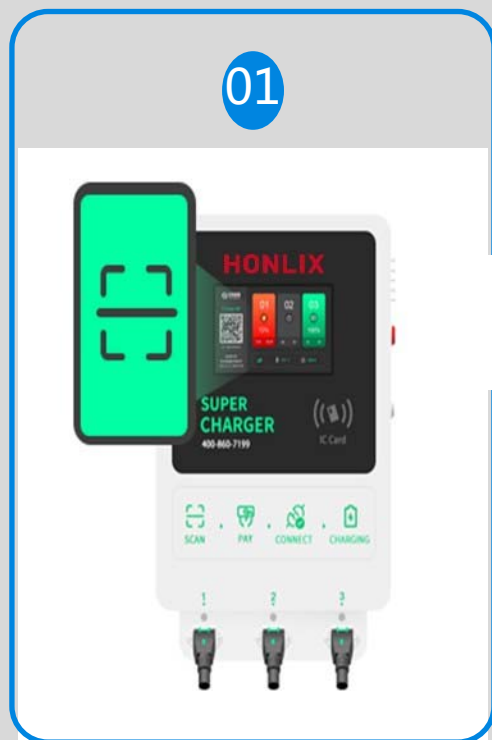 01
HONLIX
01
02
03
SUPER
CHARGER
400-860-7199
IC Card
SCAN
PAY
CONNECT
CHARGING
1
2
3